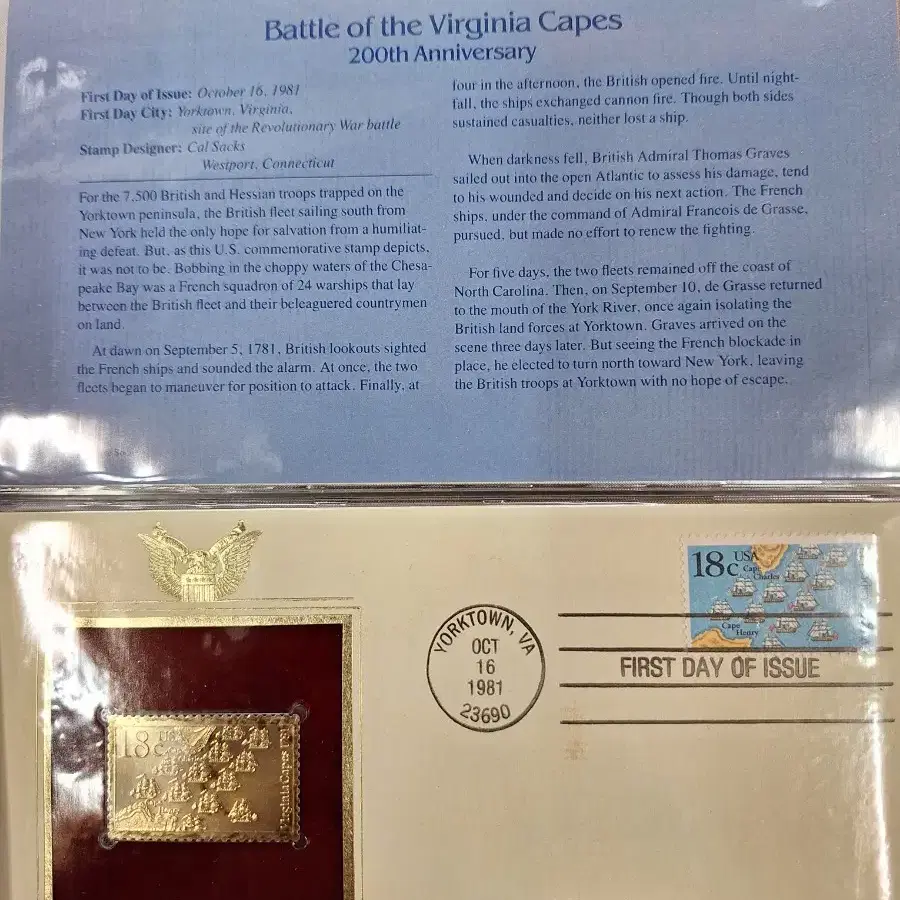 Battle of the Virginia Capes
200th Anniversary
First Day of Issue: October 16, 1981
First Day City: Yorktown, Virginia,
site of the Revolutionary War battle
Stamp Designer: Cal Sacks
Westport, Connecticut
For the 7,500 British and Hessian troops trapped on the
Yorktown peninsula, the British fleet sailing south from
New York held the only hope for salvation from a humiliat-
ing defeat. But, as this U.S. commemorative stamp depicts,
it was not to be. Bobbing in the choppy waters of the Chesa-
peake Bay was a French squadron of 24 warships that lay
between the British fleet and their beleaguered countrymen
on land.
At dawn on September 5, 1781, British lookouts sighted
the French ships and sounded the alarm. At once, the two
fleets began to maneuver for position to attack. Finally, at
four in the afternoon, the British opened fire. Until night-
fall, the ships exchanged cannon fire. Though both sides
sustained casualties, neither lost a ship.
When darkness fell, British Admiral Thomas Graves
sailed out into the open Atlantic to assess his damage, tend
to his wounded and decide on his next action. The French
ships, under the command of Admiral Francois de Grasse,
pursued, but made no effort to renew the fighting.
For five days, the two fleets remained off the coast of
North Carolina. Then, on September 10, de Grasse returned
to the mouth of the York River, once again isolating the
British land forces at Yorktown. Graves arrived on the
scene three days later. But seeing the French blockade in
place, he elected to turn north toward New York, leaving
the British troops at Yorktown with no hope of escape.
18c USA
Cape
Charles
Cape
Henry
YORKTOWN, VA
OCT
16
1981
23690
FIRST DAY OF ISSUE
18c USA
Virginia Capes